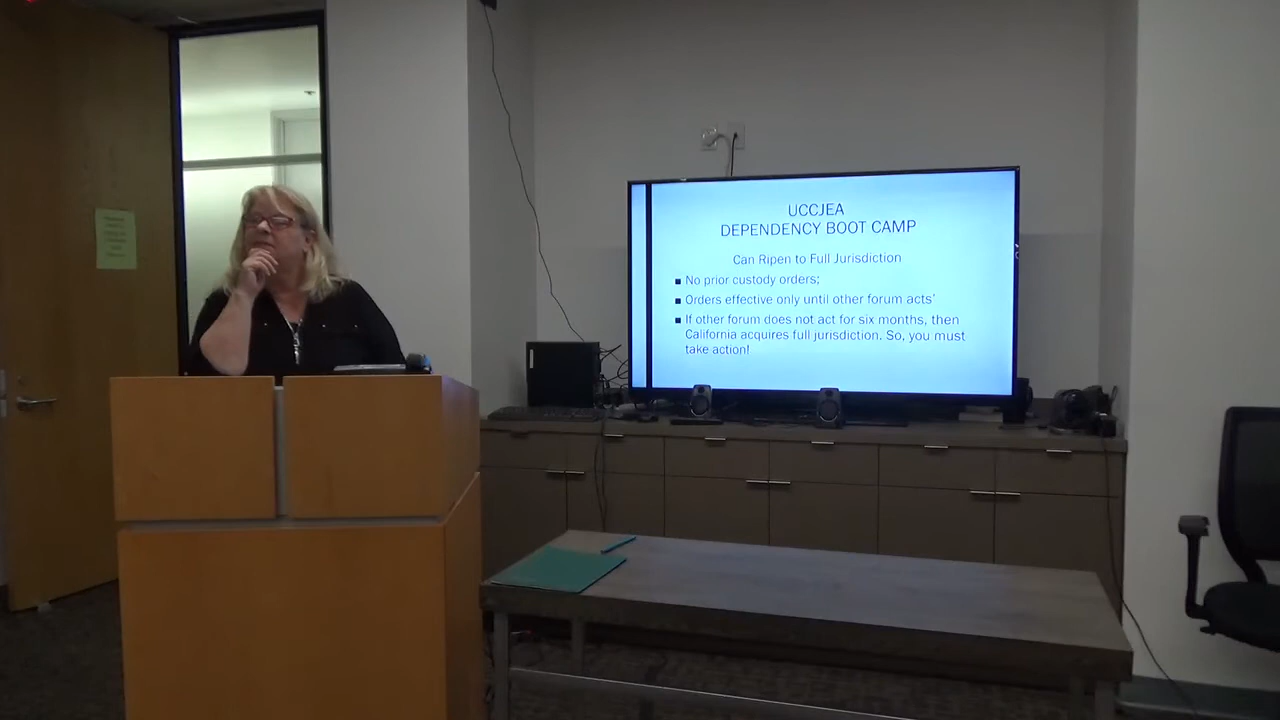 UCCJEA
DEPENDENCY BOOT CAMP
Can Ripen to Full Jurisdiction
■ No prior custody orders;
■ Orders effective only until other forum acts'
■ If other forum does not act for six months, then
California acquires full jurisdiction. So, you must
take action!